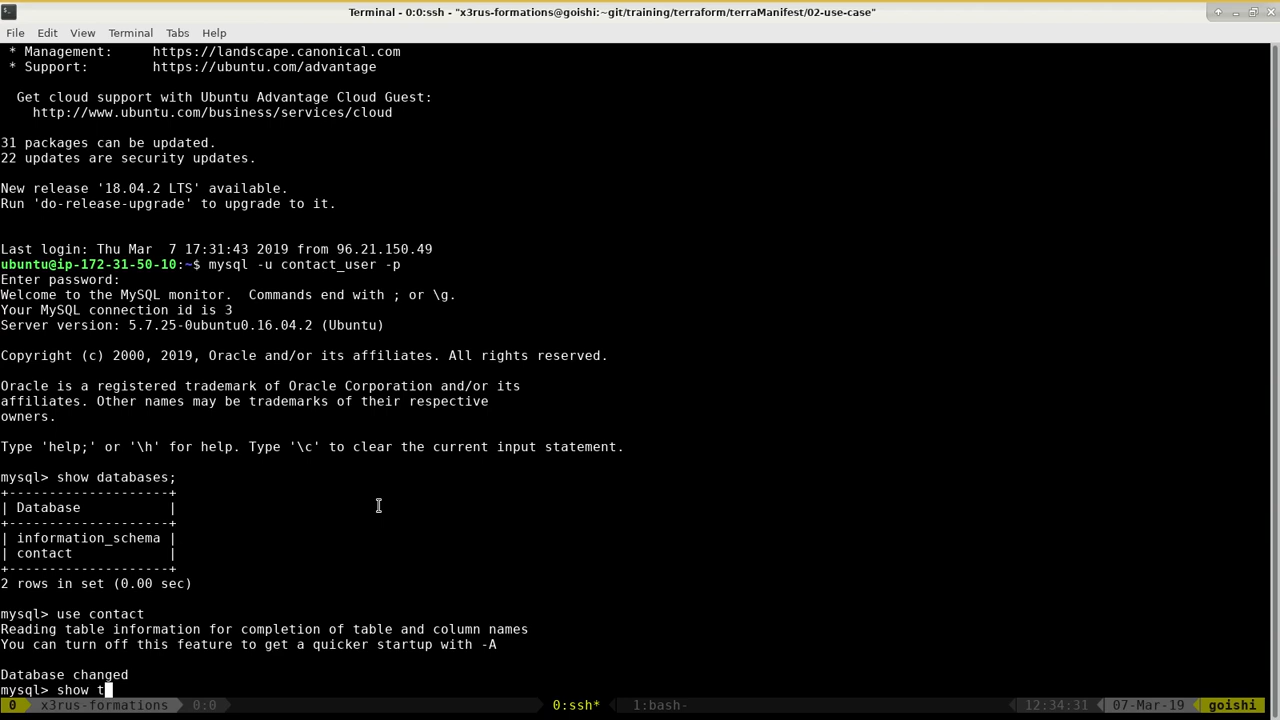 Terminal - 0:0:ssh - "x3rus-formations@goishi:~git/training/terraform/terraManifest/02-use-case"
File Edit View Terminal Tabs Help
* Management:     https://landscape.canonical.com
* Support:        https://ubuntu.com/advantage
Get cloud support with Ubuntu Advantage Cloud Guest:
http://www.ubuntu.com/business/services/cloud
31 packages can be updated.
22 updates are security updates.
New release '18.04.2 LTS' available.
Run 'do-release-upgrade' to upgrade to it.
Last login: Thu Mar  7 17:31:43 2019 from 96.21.150.49
ubuntu@ip-172-31-50-10:~$ mysql -u contact_user -p
Enter password:
Welcome to the MySQL monitor.  Commands end with ; or \g.
Your MySQL connection id is 3
Server version: 5.7.25-0ubuntu0.16.04.2 (Ubuntu)
Copyright (c) 2000, 2019, Oracle and/or its affiliates. All rights reserved.
Oracle is a registered trademark of Oracle Corporation and/or its
affiliates. Other names may be trademarks of their respective
owners.
Type 'help;' or '\h' for help. Type '\c' to clear the current input statement.
mysql> show databases;
+--------------------+
| Database           |
+--------------------+
| information_schema |
| contact            |
+--------------------+
2 rows in set (0.00 sec)
mysql> use contact
Reading table information for completion of table and column names
You can turn off this feature to get a quicker startup with -A
Database changed
mysql> show t
0 x3rus-formations 0:0 0:ssh* 1:bash- 12:34:31 07-Mar-19 goishi